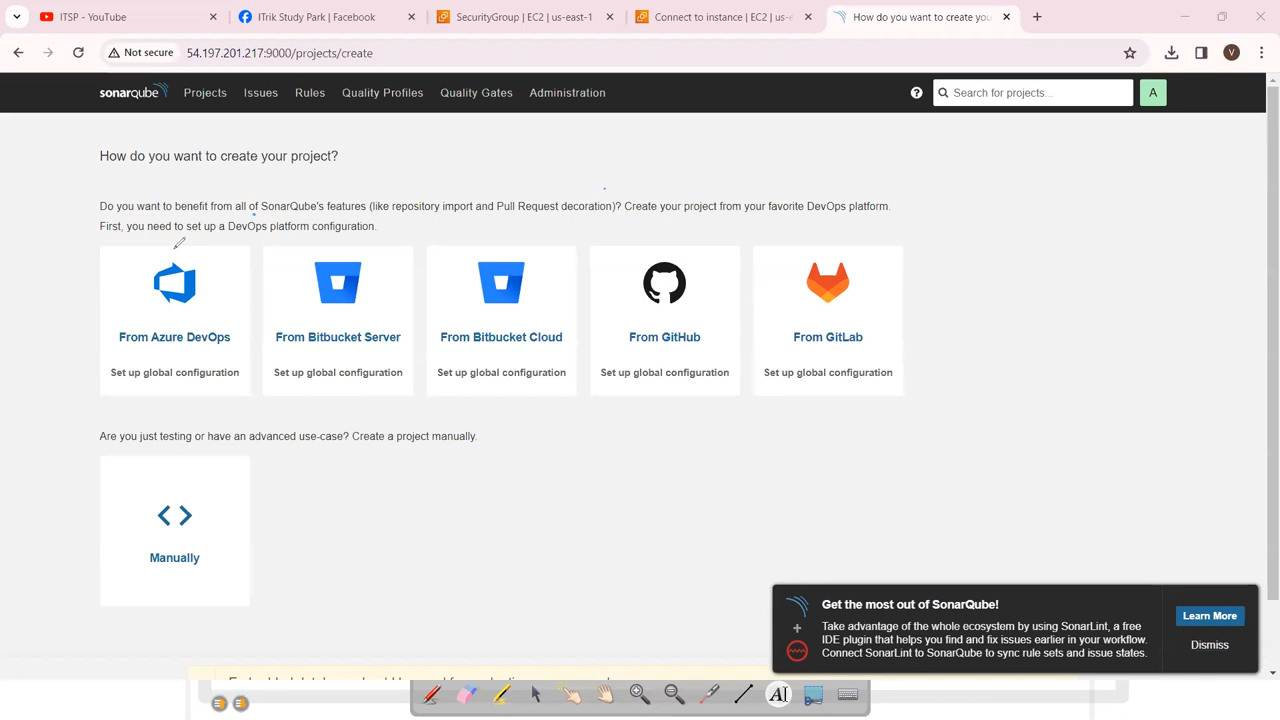 ITSP - YouTube
ITrik Study Park | Facebook
SecurityGroup | EC2 | us-east-1
Connect to instance | EC2 | us-e
How do you want to create you
Not secure
54.197.201.217:9000/projects/create
V
sonarqube
Projects
Issues
Rules
Quality Profiles
Quality Gates
Administration
?
Search for projects...
A
How do you want to create your project?
Do you want to benefit from all of SonarQube's features (like repository import and Pull Request decoration)? Create your project from your favorite DevOps platform.
First, you need to set up a DevOps platform configuration.
From Azure DevOps
From Bitbucket Server
From Bitbucket Cloud
From GitHub
From GitLab
Set up global configuration
Set up global configuration
Set up global configuration
Set up global configuration
Set up global configuration
Are you just testing or have an advanced use-case? Create a project manually.
Manually
Get the most out of SonarQube!
Take advantage of the whole ecosystem by using SonarLint, a free
IDE plugin that helps you find and fix issues earlier in your workflow.
Connect SonarLint to SonarQube to sync rule sets and issue states.
Learn More
Dismiss
AI